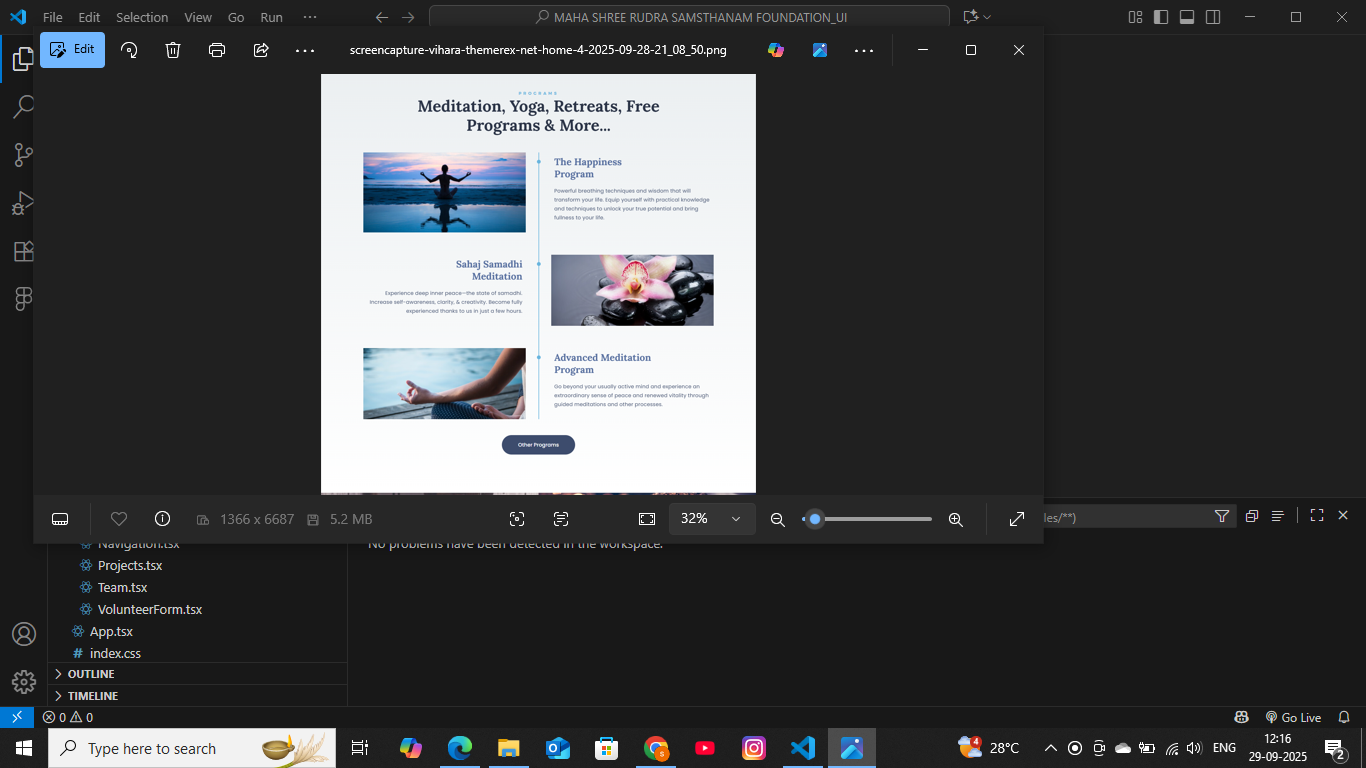 File Edit Selection View Go Run ···
MAHA SHREE RUDRA SAMSTHANAM FOUNDATION_UI
Edit
screencapture-vihara-themerex-net-home-4-2025-09-28-21_08_50.png
PROGRAMS
Meditation, Yoga, Retreats, Free
Programs & More...
The Happiness
Program
Powerful breathing techniques and wisdom that will
transform your life. Equip yourself with practical knowledge
and techniques to unlock your true potential and bring
fullness to your life.
Sahaj Samadhi
Meditation
Experience deep inner peace—the state of samadhi.
Increase self-awareness, clarity, & creativity. Become fully
experienced thanks to us in just a few hours.
Advanced Meditation
Program
Go beyond your usually active mind and experience an
extraordinary sense of peace and renewed vitality through
guided meditations and other processes.
Other Programs
1366 x 6687 5.2 MB
32%
les/**)
No problems have been detected in the workspace.
Navigation.tsx
Projects.tsx
Team.tsx
VolunteerForm.tsx
App.tsx
# index.css
OUTLINE
TIMELINE
0 0
Go Live
Type here to search
4
28°C
ENG
12:16
29-09-2025
2